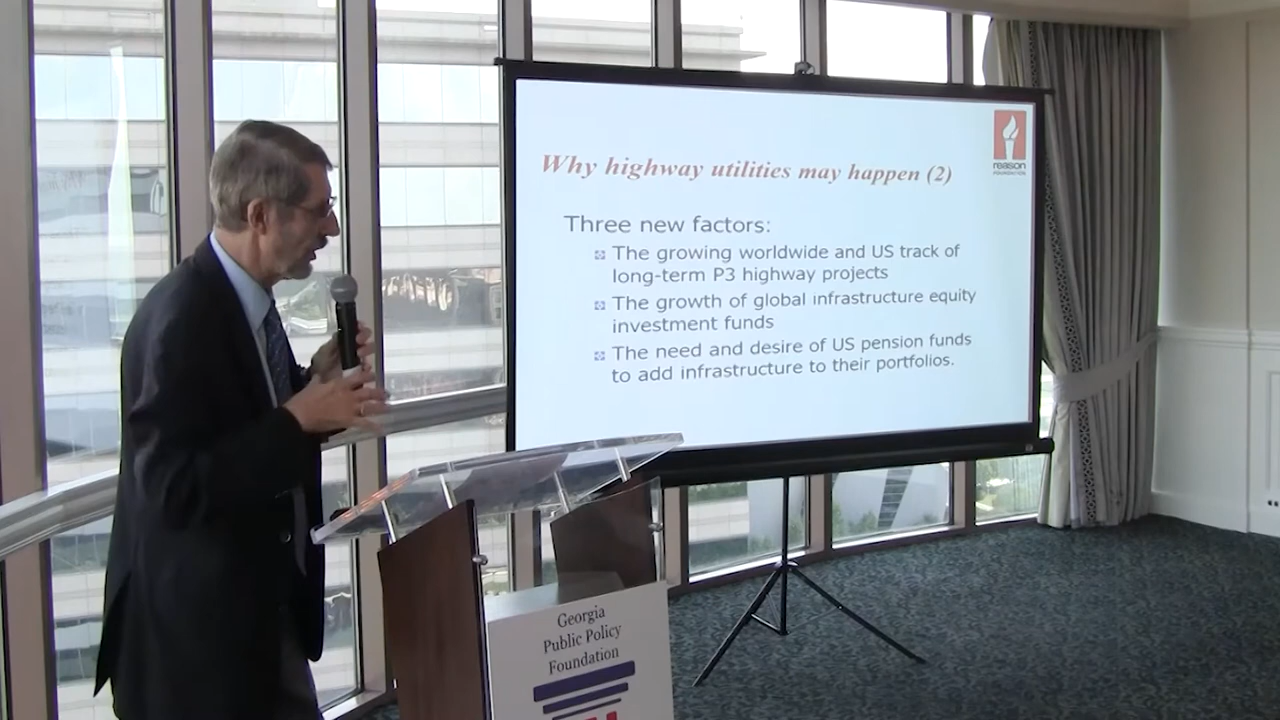 reason
FOUNDATION
Why highway utilities may happen (2)
Three new factors:
The growing worldwide and US track of
long-term P3 highway projects
The growth of global infrastructure equity
investment funds
The need and desire of US pension funds
to add infrastructure to their portfolios.
Georgia
Public Policy
Foundation